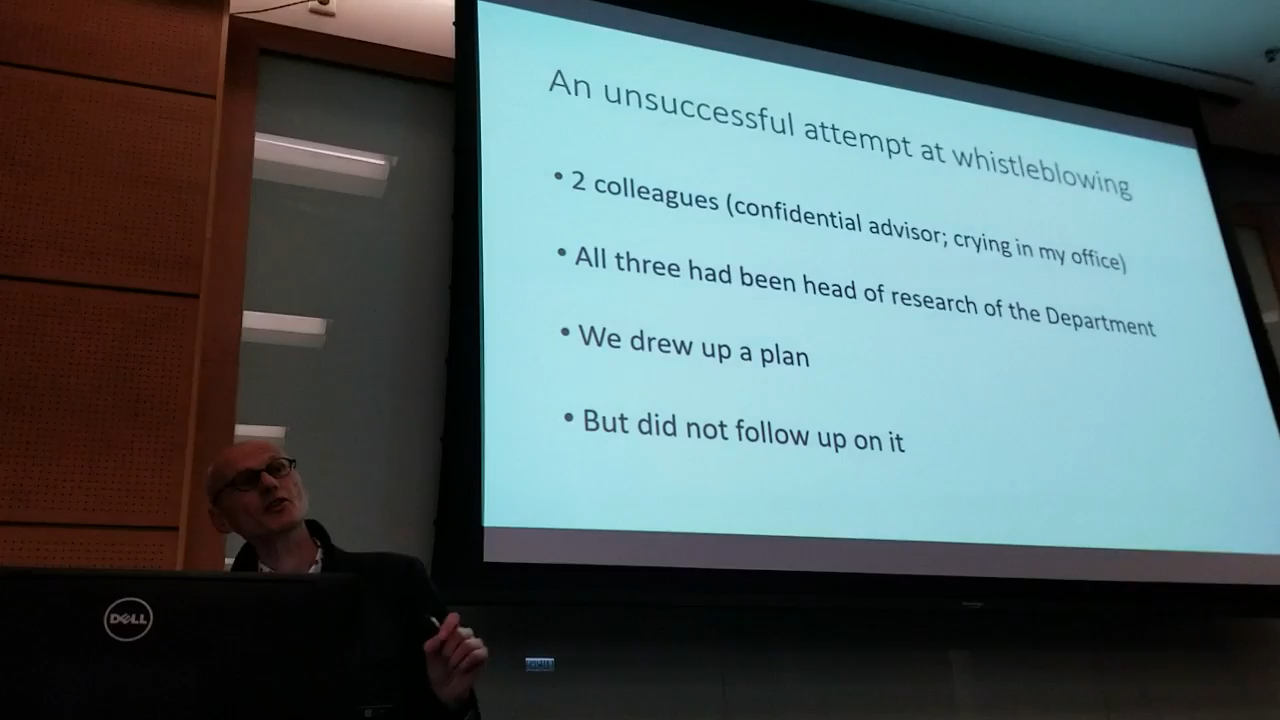 An unsuccessful attempt at whistleblowing
• 2 colleagues (confidential advisor; crying in my office)
• All three had been head of research of the Department
• We drew up a plan
• But did not follow up on it
DELL